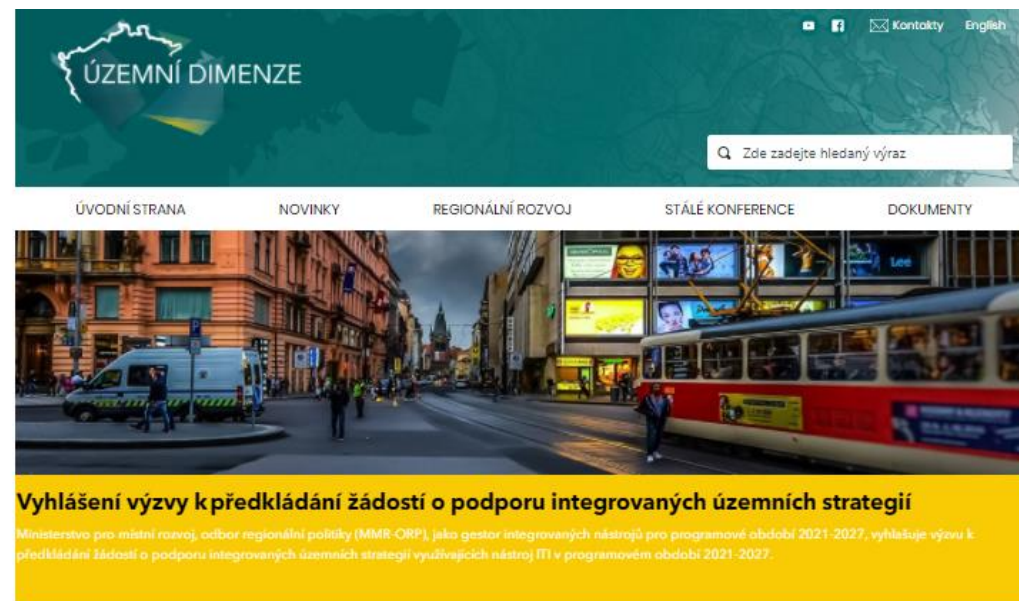 Kontakty English
ÚZEMNÍ DIMENZE
Zde zadejte hledaný výraz
ÚVODNÍ STRANA NOVINKY REGIONÁLNÍ ROZVOJ STÁLÉ KONFERENCE DOKUMENTY
Lee
Vyhlášení výzvy k předkládání žádostí o podporu integrovaných územních strategií
Ministerstvo pro místní rozvoj, odbor regionální politiky (MMR-ORP), jako gestor integrovaných nástrojů pro programové období 2021-2027, vyhlašuje výzvu k
předkládání žádostí o podporu integrovaných územních strategií využívajících nástroj ITI v programovém období 2021-2027.